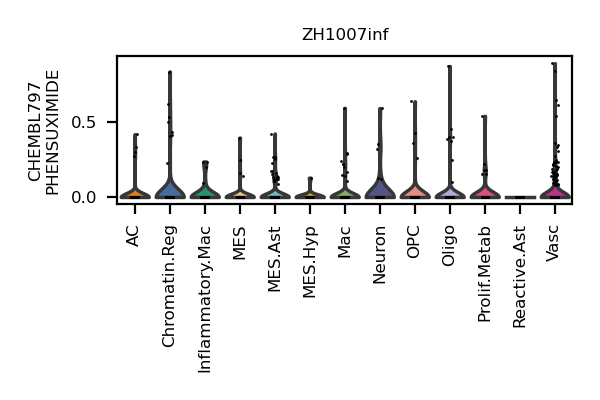 ZH1007inf
CHEMBL797
PHENSUXIMIDE
0.5
0.0
AC
Chromatin.Reg
Inflammatory.Mac
MES
MES.Ast
MES.Hyp
Mac
Neuron
OPC
Oligo
Prolif.Metab
Reactive.Ast
Vasc